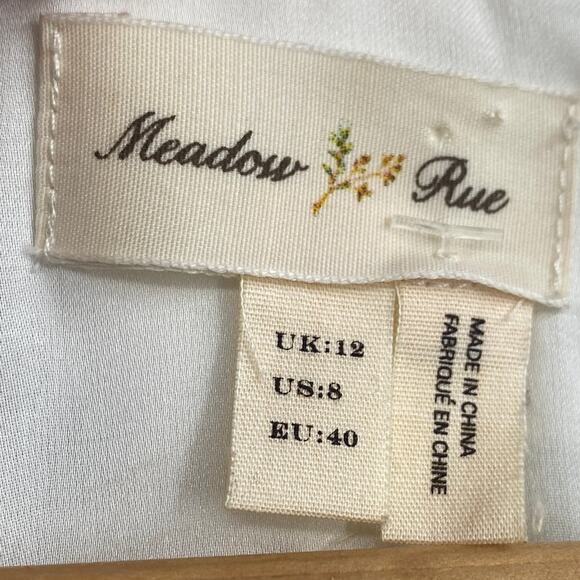 Meadow Rue
UK:12
US:8
EU:40
MADE IN CHINA
FABRIQUÉ EN CHINE